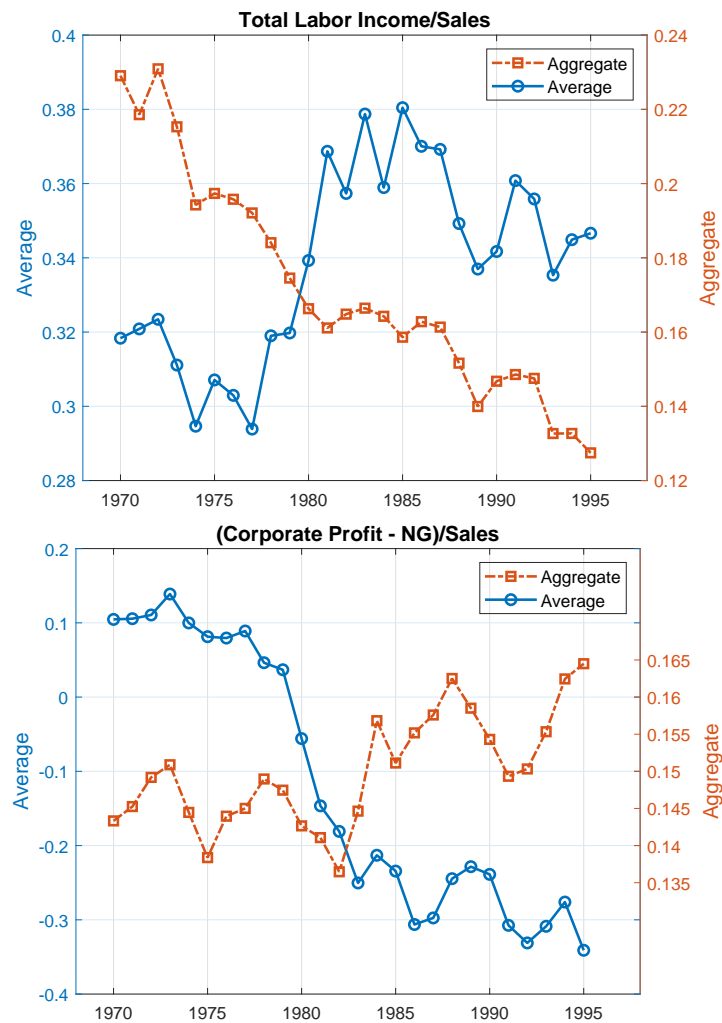 Total Labor Income/Sales
0.4
0.38
0.36
0.34
0.32
0.3
0.28
Average
0.24
0.22
0.2
0.18
0.16
0.14
0.12
Aggregate
Aggregate
Average
1970 1975 1980 1985 1990 1995
(Corporate Profit - NG)/Sales
0.2
0.1
0
-0.1
-0.2
-0.3
-0.4
Average
0.165
0.16
0.155
0.15
0.145
0.14
0.135
Aggregate
Aggregate
Average
1970 1975 1980 1985 1990 1995